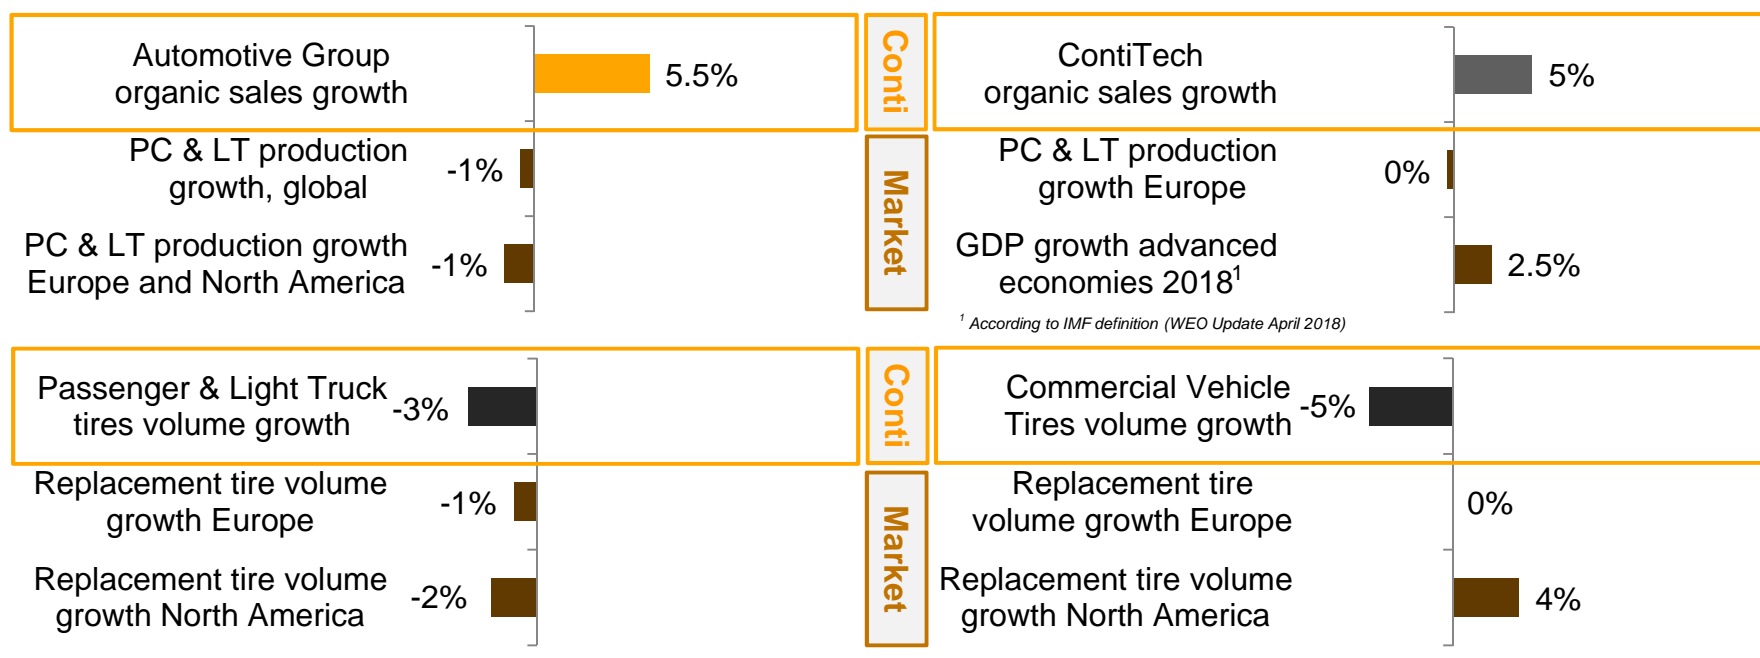 Automotive Group
organic sales growth
5.5%
Conti
PC & LT production
growth, global
-1%
PC & LT production growth
Europe and North America
-1%
Market
ContiTech
organic sales growth
5%
PC & LT production
growth Europe
0%
GDP growth advanced
economies 2018¹
2.5%
¹ According to IMF definition (WEO Update April 2018)
Passenger & Light Truck
tires volume growth
-3%
Conti
Replacement tire volume
growth Europe
-1%
Replacement tire volume
growth North America
-2%
Market
Commercial Vehicle
Tires volume growth
-5%
Replacement tire
volume growth Europe
0%
Replacement tire volume
growth North America
4%